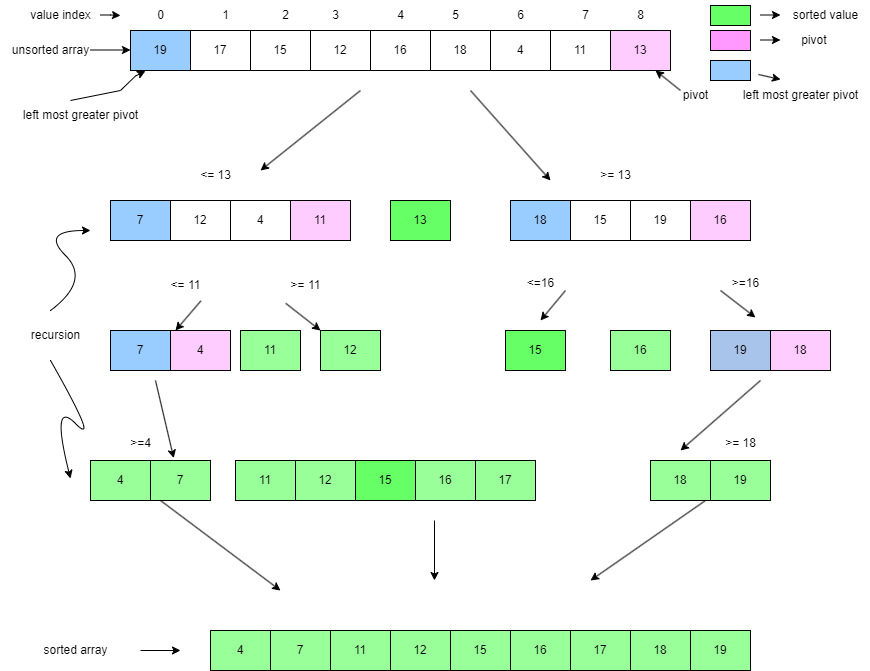 value index 0 1 2 3 4 5 6 7 8 sorted value
unsorted array 19 17 15 12 16 18 4 11 13 pivot
left most greater pivot pivot left most greater pivot
<= 13 >= 13
7 12 4 11 13 18 15 19 16
<= 11 >= 11 <=16 >=16
recursion 7 4 11 12 15 16 19 18
>=4 >= 18
4 7 11 12 15 16 17 18 19
sorted array 4 7 11 12 15 16 17 18 19